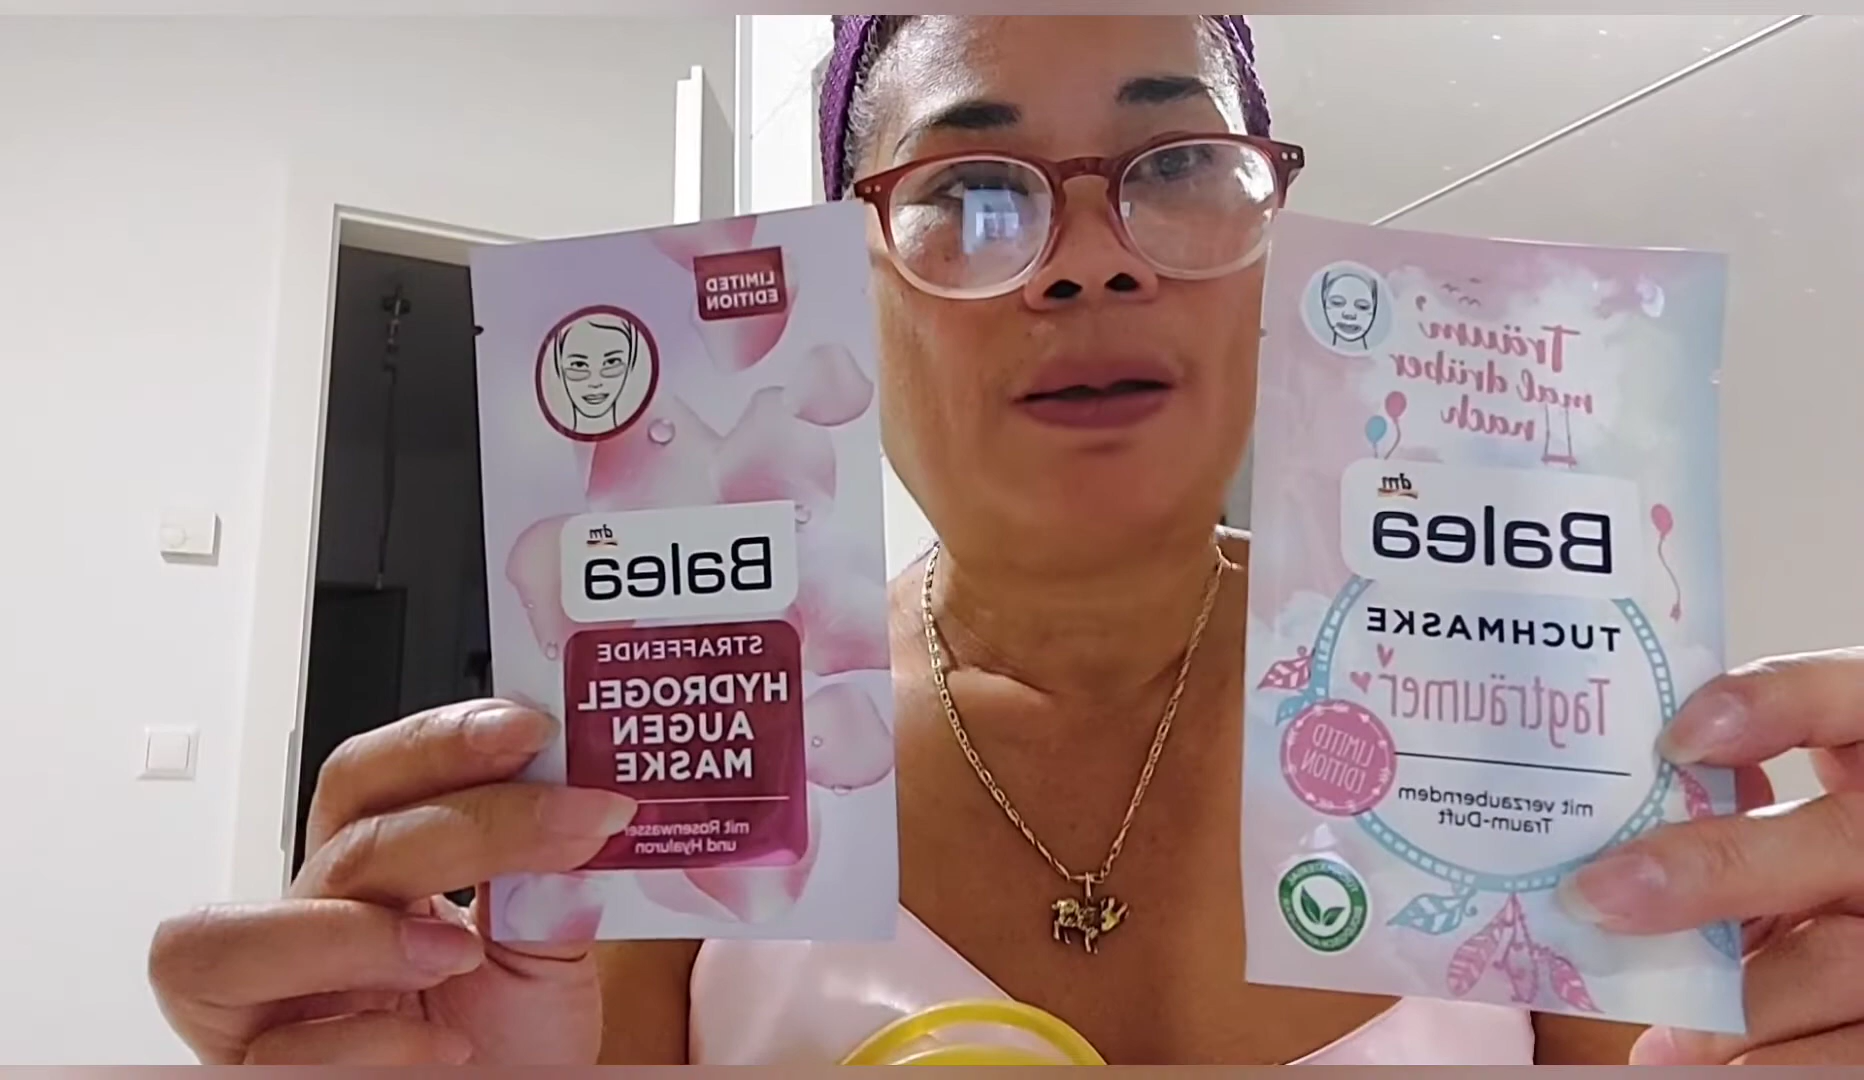 LIMITED
EDITION
dm
Balea
STRAFFENDE
HYDROGEL
AUGEN
MASKE
mit Rosenwasser
und Hyaluron
Träum'
mal drüber
nach
dm
Balea
TUCHMASKE
Tagträumer
LIMITED
EDITION
mit verzauberndem
Traum-Duft